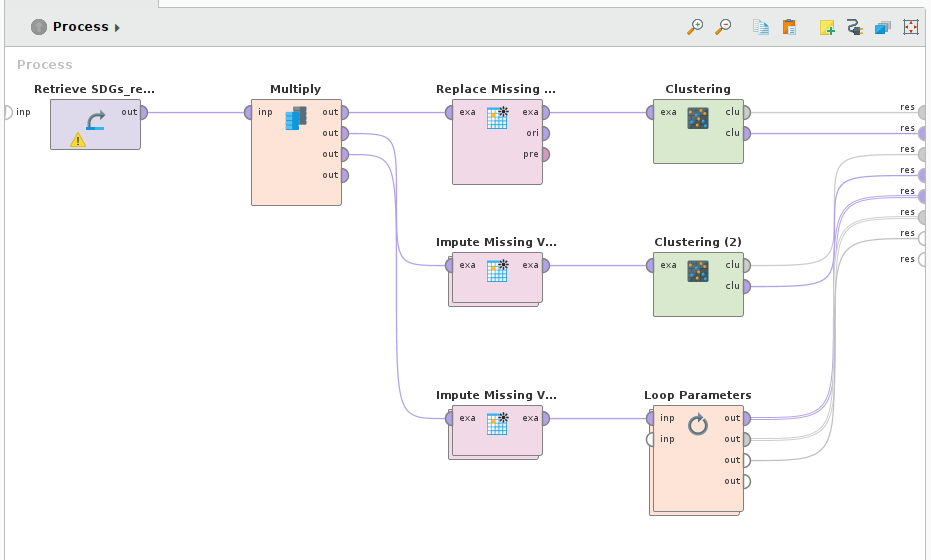 Process
Process
Retrieve SDGs_re...
inp
out
Multiply
inp
out
out
out
out
Replace Missing ...
exa
exa
ori
pre
Clustering
exa
clu
clu
Impute Missing V...
exa
exa
Clustering (2)
exa
clu
clu
Impute Missing V...
exa
exa
Loop Parameters
inp
out
inp
out
out
out
res
res
res
res
res
res
res
res